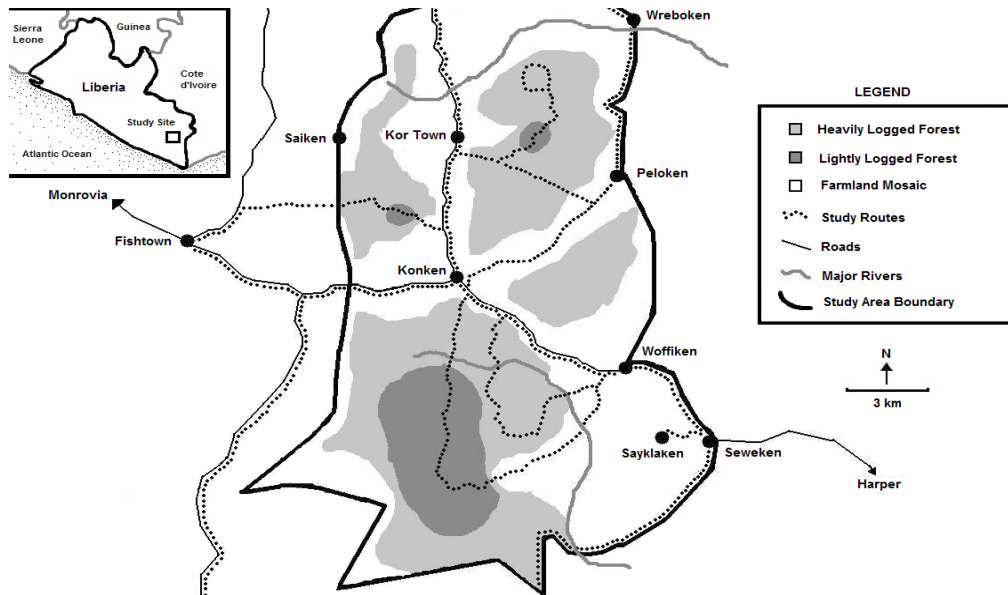 Sierra
Leone
Guinea
Liberia
Cote
d'Ivoire
Study Site
Atlantic Ocean
Wreboken
Saiken
Kor Town
Peloken
Monrovia
Fishtown
Konken
Woffiken
Sayklaken
Seweken
Harper
LEGEND
Heavily Logged Forest
Lightly Logged Forest
Farmland Mosaic
Study Routes
Roads
Major Rivers
Study Area Boundary
N
3 km